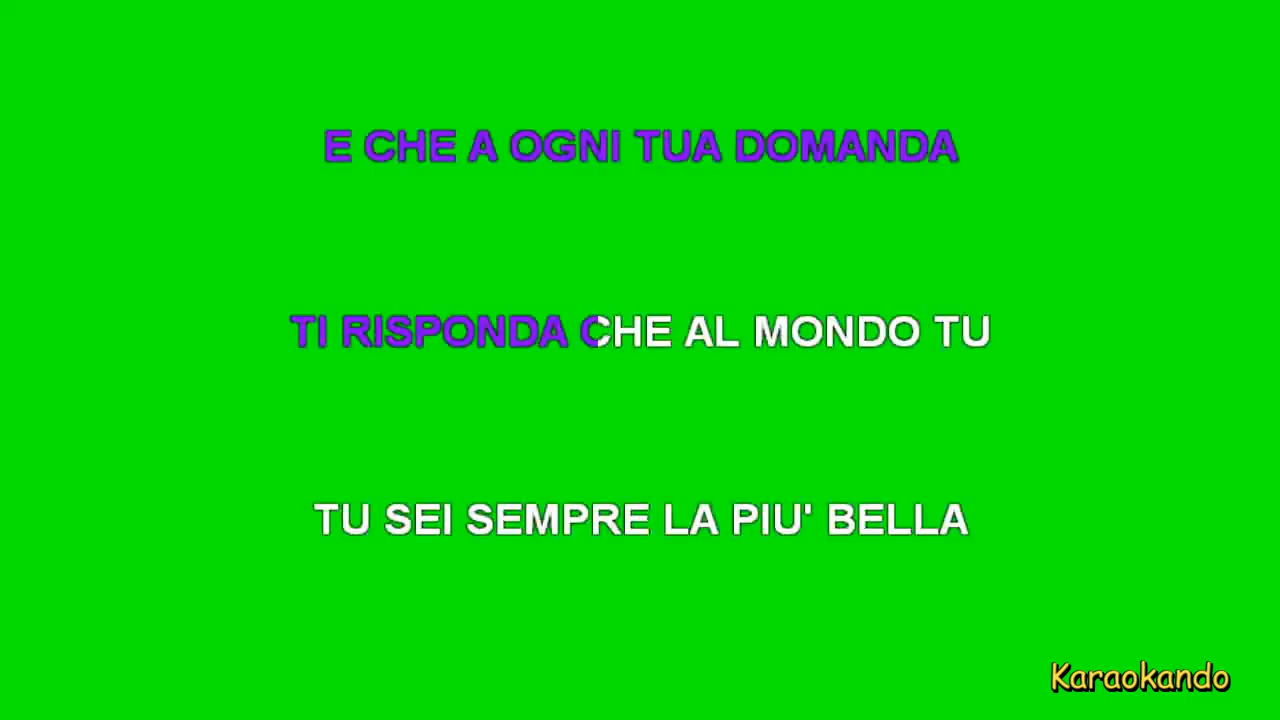 E CHE A OGNI TUA DOMANDA
TI RISPONDA CHE AL MONDO TU
TU SEI SEMPRE LA PIU' BELLA
Karaokando